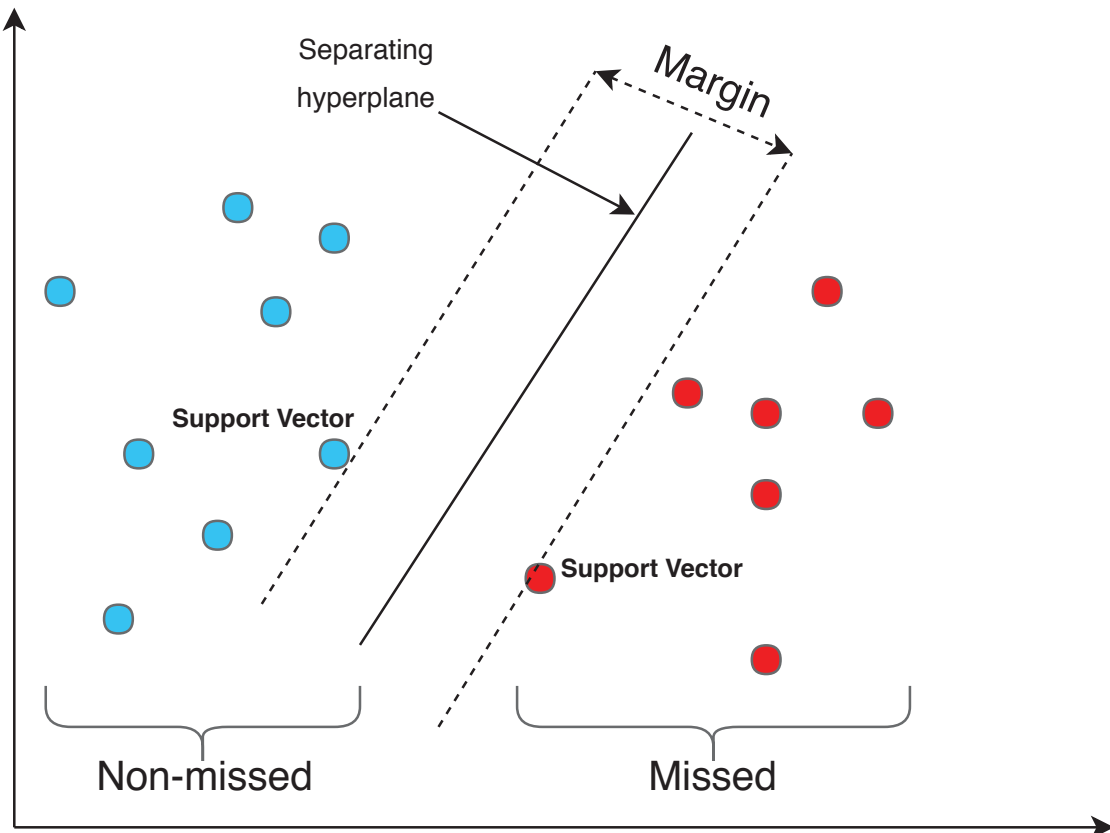 Separating
hyperplane
Margin
Support Vector
Support Vector
Non-missed
Missed